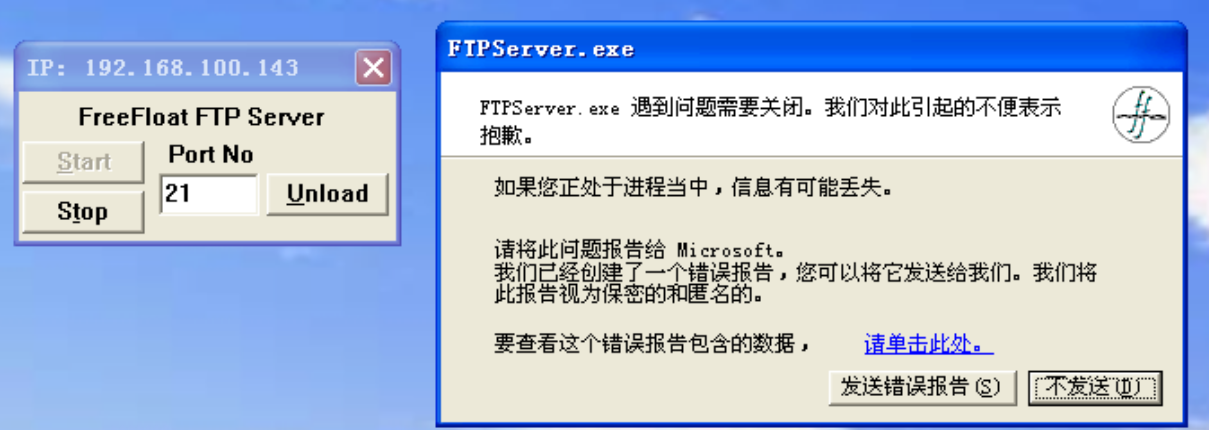 IP: 192.168.100.143
FreeFloat FTP Server
Start
Port No
21
Unload
Stop
FTPServer.exe
FTPServer.exe 遇到问题需要关闭。我们对此引起的不便表示
抱歉。
如果您正处于进程当中，信息有可能丢失。
请将此问题报告给 Microsoft。
我们已经创建了一个错误报告，您可以将它发送给我们。我们将
此报告视为保密的和匿名的。
要查看这个错误报告包含的数据， 请单击此处。
发送错误报告(S) 不发送(D)